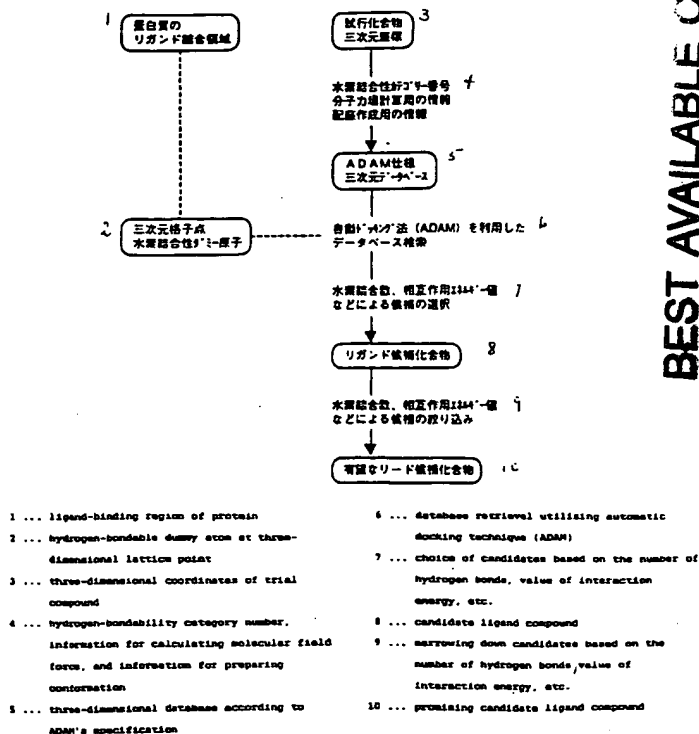 1
蛋白質の
リガンド結合領域
試行化合物
三次元座標
3
水素結合性ｶﾃｺﾞﾘｰ番号
分子力場計算用の情報
配座作成用の情報
4
ADAM仕様
三次元ﾃﾞｰﾀﾍﾞｰｽ
5
2
三次元格子点
水素結合性ﾀﾞﾐｰ原子
自動ﾄﾞｯｷﾝｸﾞ法 (ADAM) を利用した
データベース検索
6
水素結合数、相互作用ｴﾈﾙｷﾞｰ値
などによる候補の選択
7
リガンド候補化合物
8
水素結合数、相互作用ｴﾈﾙｷﾞｰ値
などによる候補の絞り込み
9
有望なリード候補化合物
10
BEST AVAILABLE
1 ... ligand-binding region of protein
2 ... hydrogen-bondable dummy atom at three-
dimensional lattice point
3 ... three-dimensional coordinates of trial
compound
4 ... hydrogen-bondability category number,
information for calculating molecular field
force, and information for preparing
conformation
5 ... three-dimensional database according to
ADAM's specification
6 ... database retrieval utilising automatic
docking technique (ADAM)
7 ... choice of candidates based on the number of
hydrogen bonds, value of interaction
energy, etc.
8 ... candidate ligand compound
9 ... narrowing down candidates based on the
number of hydrogen bonds, value of
interaction energy, etc.
10 ... promising candidate ligand compound